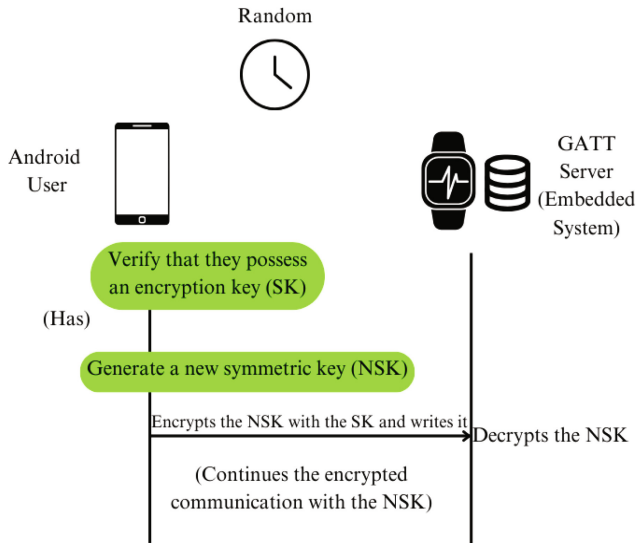 Random
Android
User
GATT
Server
(Embedded
System)
Verify that they possess
an encryption key (SK)
(Has)
Generate a new symmetric key (NSK)
Encrypts the NSK with the SK and writes it
Decrypts the NSK
(Continues the encrypted
communication with the NSK)